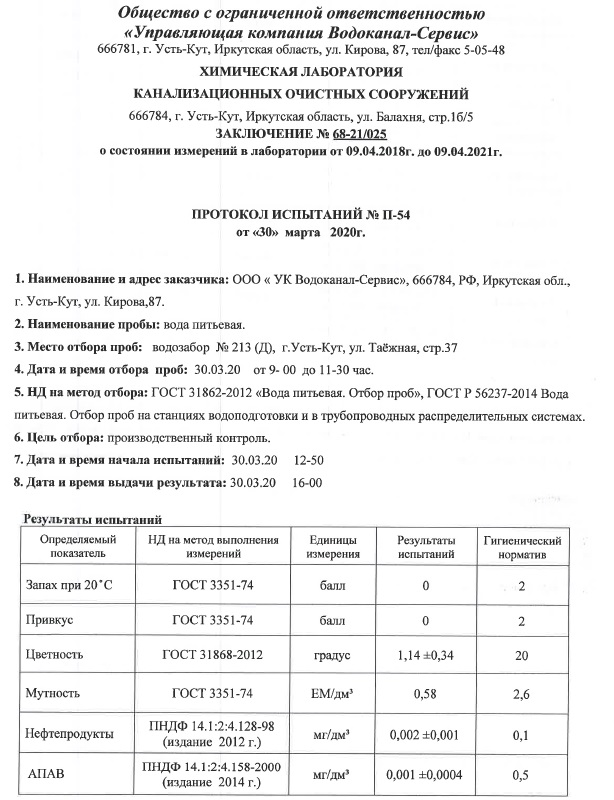 Общество с ограниченной ответственностью
«Управляющая компания Водоканал-Сервис»
666781, г. Усть-Кут, Иркутская область, ул. Кирова, 87, тел/факс 5-05-48
ХИМИЧЕСКАЯ ЛАБОРАТОРИЯ
КАНАЛИЗАЦИОННЫХ ОЧИСТНЫХ СООРУЖЕНИЙ
666784, г. Усть-Кут, Иркутская область, ул. Балахня, стр.1б/5
ЗАКЛЮЧЕНИЕ № 68-21/025
о состоянии измерений в лаборатории от 09.04.2018г. до 09.04.2021г.
ПРОТОКОЛ ИСПЫТАНИЙ № П-54
от «30» марта 2020г.
1. Наименование и адрес заказчика: ООО « УК Водоканал-Сервис», 666784, РФ, Иркутская обл.,
г. Усть-Кут, ул. Кирова,87.
2. Наименование пробы: вода питьевая.
3. Место отбора проб: водозабор № 213 (Д), г.Усть-Кут, ул. Таёжная, стр.37
4. Дата и время отбора проб: 30.03.20 от 9- 00 до 11-30 час.
5. НД на метод отбора: ГОСТ 31862-2012 «Вода питьевая. Отбор проб», ГОСТ Р 56237-2014 Вода
питьевая. Отбор проб на станциях водоподготовки и в трубопроводных распределительных системах.
6. Цель отбора: производственный контроль.
7. Дата и время начала испытаний: 30.03.20 12-50
8. Дата и время выдачи результата: 30.03.20 16-00
Результаты испытаний
Определяемый показатель НД на метод выполнения измерений Единицы измерения Результаты испытаний Гигиенический норматив
Запах при 20˚С ГОСТ 3351-74 балл 0 2
Привкус ГОСТ 3351-74 балл 0 2
Цветность ГОСТ 31868-2012 градус 1,14 ±0,34 20
Мутность ГОСТ 3351-74 ЕМ/дм³ 0,58 2,6
Нефтепродукты ПНДФ 14.1:2:4.128-98 (издание 2012 г.) мг/дм³ 0,002 ±0,001 0,1
АПАВ ПНДФ 14.1:2:4.158-2000 (издание 2014 г.) мг/дм³ 0,001 ±0,0004 0,5